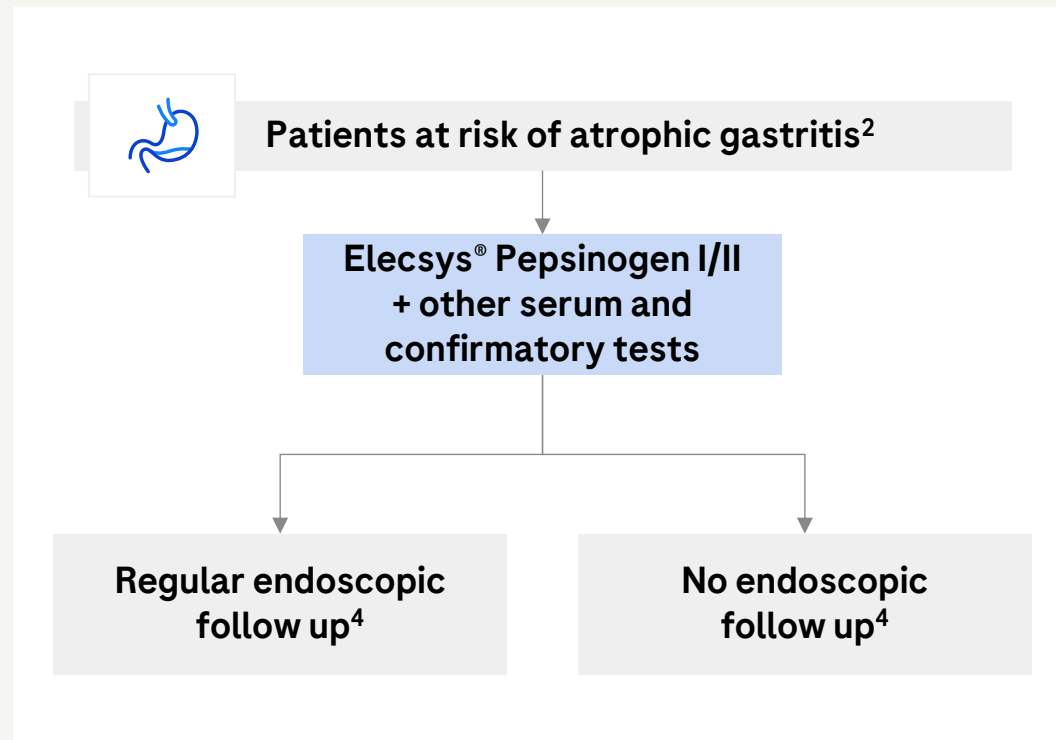 Patients at risk of atrophic gastritis²
Elecsys® Pepsinogen I/II
+ other serum and
confirmatory tests
Regular endoscopic
follow up⁴
No endoscopic
follow up⁴